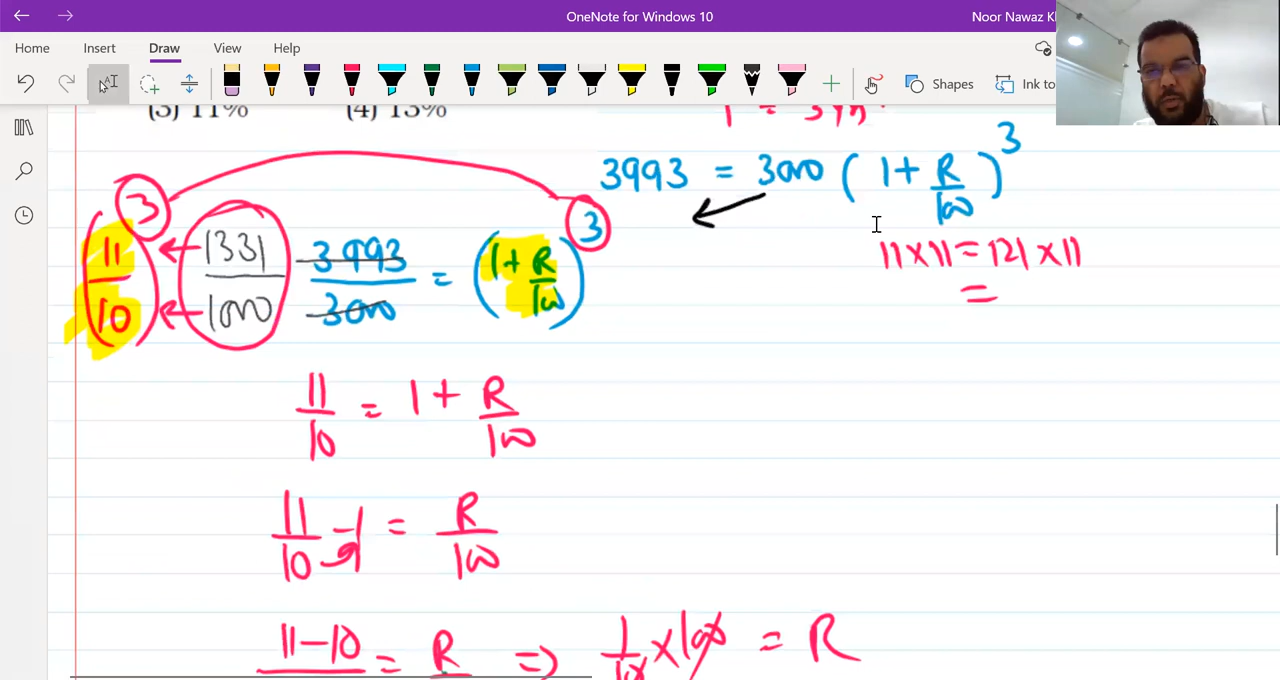 OneNote for Windows 10
Noor Nawaz Kh
Home Insert Draw View Help
Shapes
Ink to
(3) 11% (4) 13%
T = 3yr
3993 = 3000 (1 + R/100)^3
11 × 11 = 121 × 11
=
(11/10)^3 1331/1000 3993/3000 = (1 + R/100)^3
11/10 = 1 + R/100
11/10 - 1 = R/100
11-10 = R => 1/10 × 100 = R